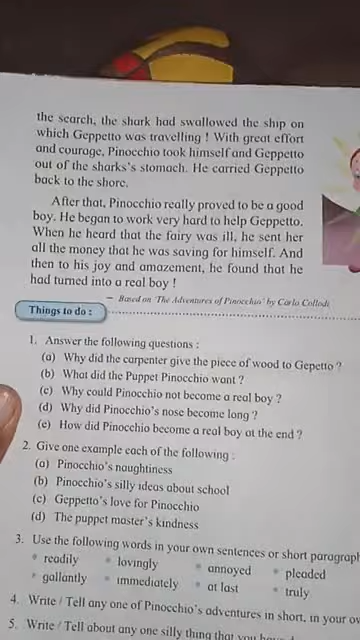 the search, the shark had swallowed the ship on
which Geppetto was travelling ! With great effort
and courage, Pinocchio took himself and Geppetto
out of the sharks's stomach. He carried Geppetto
back to the shore.
After that, Pinocchio really proved to be a good
boy. He began to work very hard to help Geppetto.
When he heard that the fairy was ill, he sent her
all the money that he was saving for himself. And
then to his joy and amazement, he found that he
had turned into a real boy !
— Based on 'The Adventures of Pinocchio' by Carlo Collodi
Things to do :
1. Answer the following questions :
(a) Why did the carpenter give the piece of wood to Gepetto ?
(b) What did the Puppet Pinocchio want ?
(c) Why could Pinocchio not become a real boy ?
(d) Why did Pinocchio's nose become long ?
(e) How did Pinocchio become a real boy at the end ?
2. Give one example each of the following :
(a) Pinocchio's naughtiness
(b) Pinocchio's silly ideas about school
(c) Geppetto's love for Pinocchio
(d) The puppet master's kindness
3. Use the following words in your own sentences or short paragraph
• readily • lovingly • annoyed • pleaded
• gallantly • immediately • at last • truly
4. Write / Tell any one of Pinocchio's adventures in short, in your
5. Write / Tell about any one silly thing that you